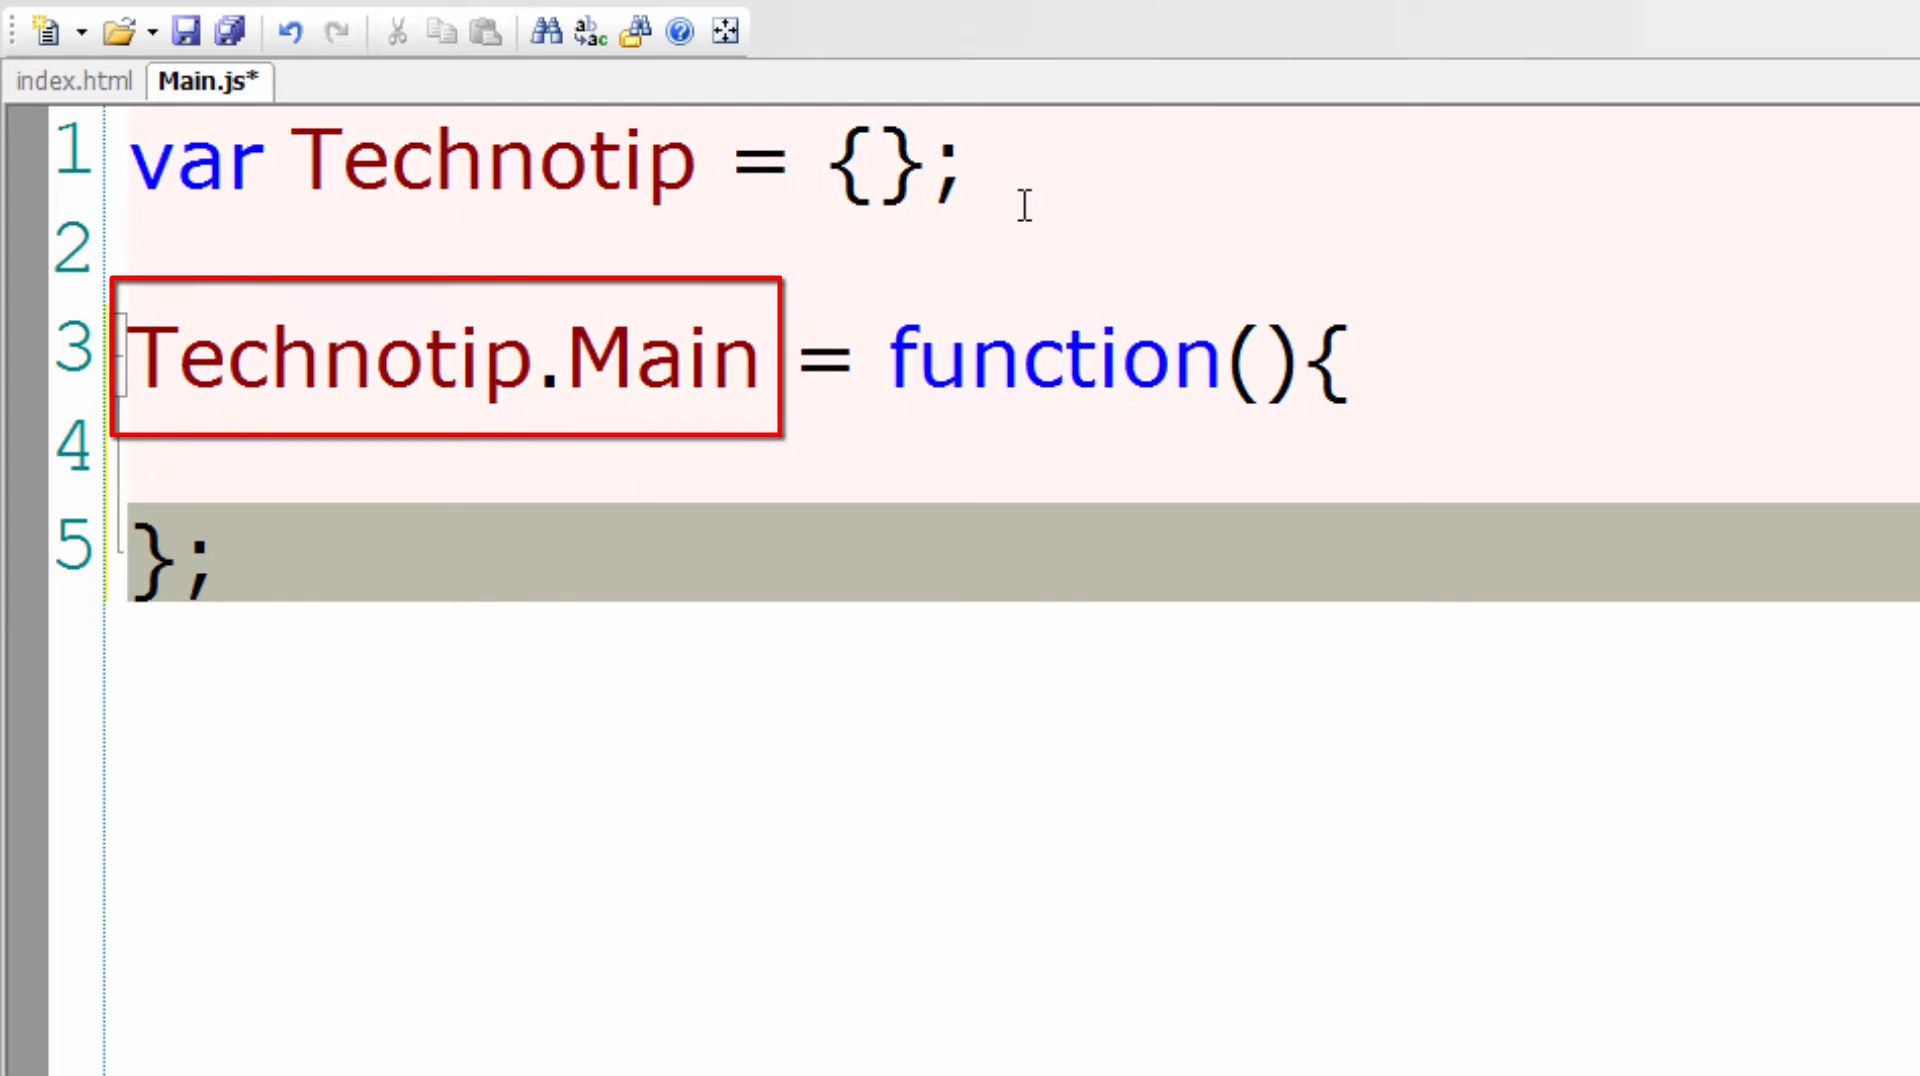 index.html Main.js*
1 var Technotip = {};
2
3 Technotip.Main = function(){
4
5 };